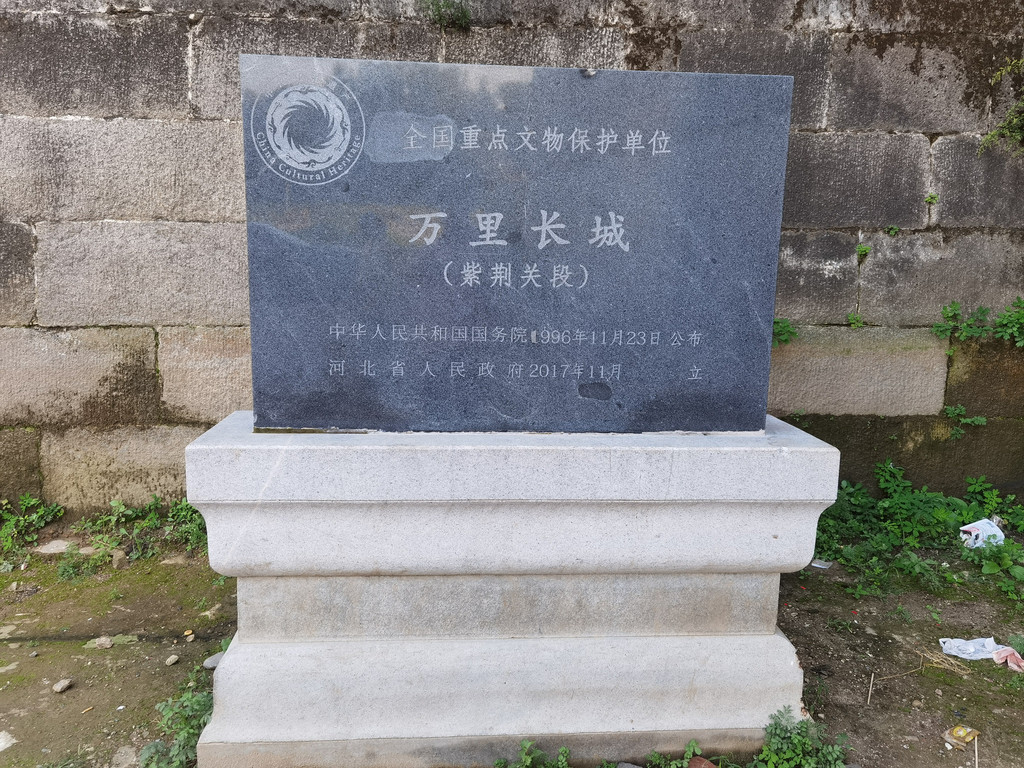 China Cultural Heritage
全国重点文物保护单位
万里长城
（紫荆关段）
中华人民共和国国务院1996年11月23日公布
河北省人民政府2017年11月 立